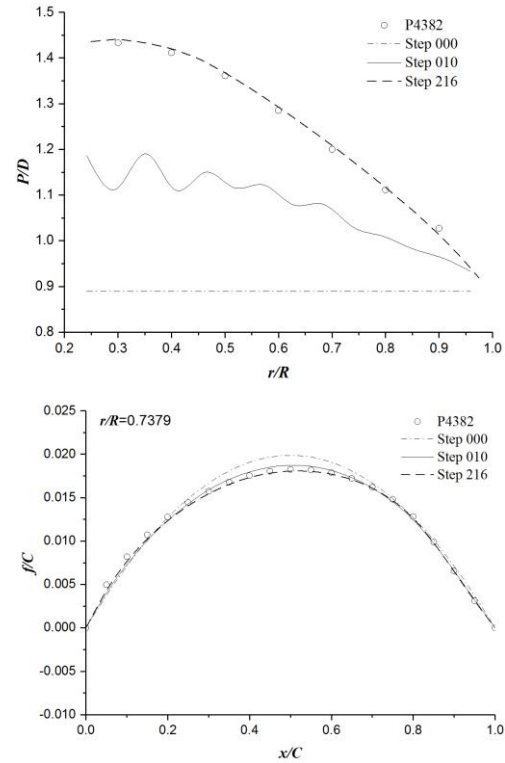 1.5
1.4
1.3
1.2
1.1
1.0
0.9
0.8
P/D
P4382
Step 000
Step 010
Step 216
0.2 0.3 0.4 0.5 0.6 0.7 0.8 0.9 1.0
r/R
0.025
0.020
0.015
0.010
0.005
0.000
-0.005
-0.010
f/C
r/R=0.7379
P4382
Step 000
Step 010
Step 216
0.0 0.2 0.4 0.6 0.8 1.0
x/C